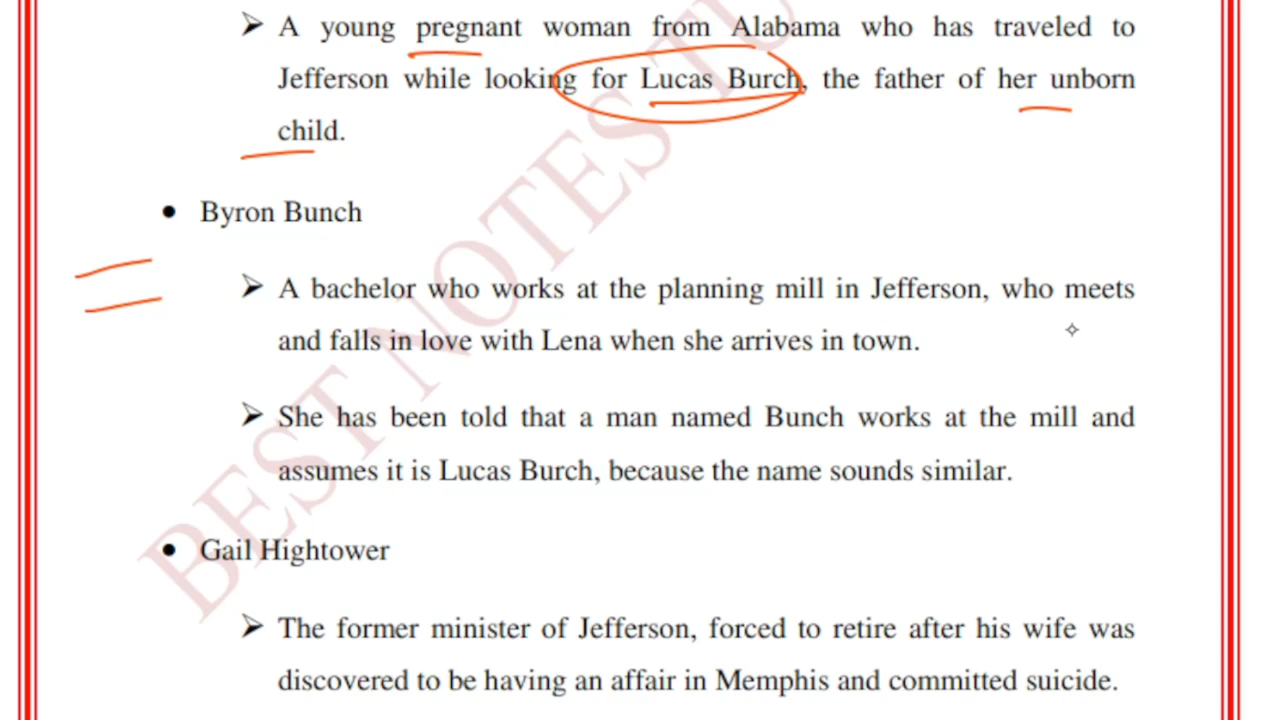 ➢ A young pregnant woman from Alabama who has traveled to
Jefferson while looking for Lucas Burch, the father of her unborn
child.
• Byron Bunch
➢ A bachelor who works at the planning mill in Jefferson, who meets
and falls in love with Lena when she arrives in town.
➢ She has been told that a man named Bunch works at the mill and
assumes it is Lucas Burch, because the name sounds similar.
• Gail Hightower
➢ The former minister of Jefferson, forced to retire after his wife was
discovered to be having an affair in Memphis and committed suicide.
BEST NOTES TU